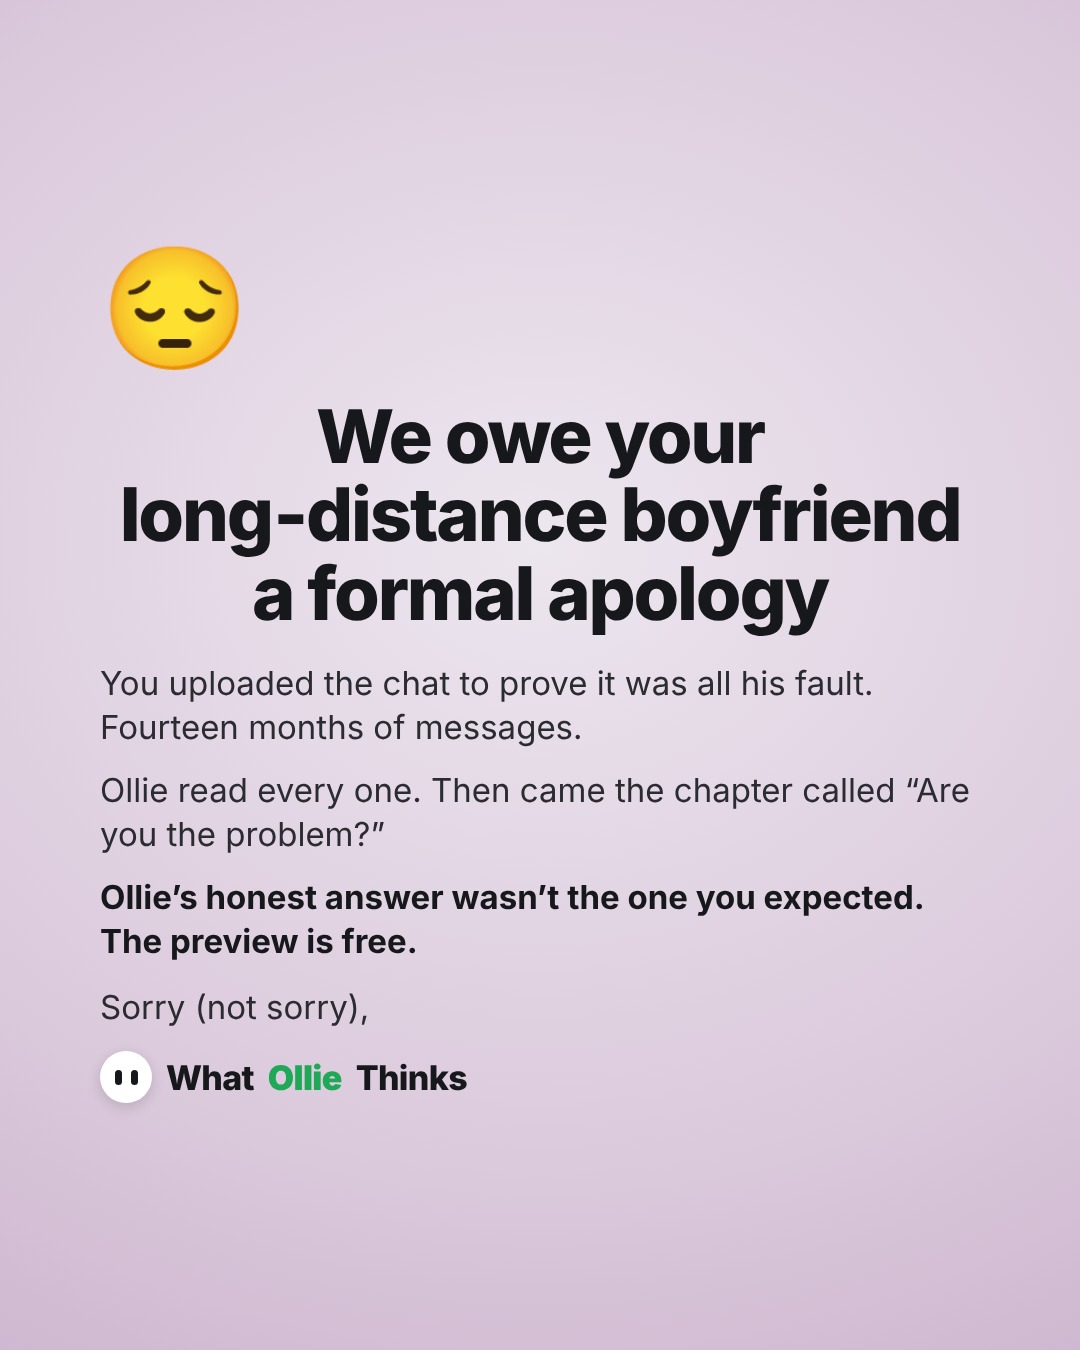 We owe your
long-distance boyfriend
a formal apology
You uploaded the chat to prove it was all his fault.
Fourteen months of messages.
Ollie read every one. Then came the chapter called “Are
you the problem?”
Ollie’s honest answer wasn’t the one you expected.
The preview is free.
Sorry (not sorry),
What Ollie Thinks